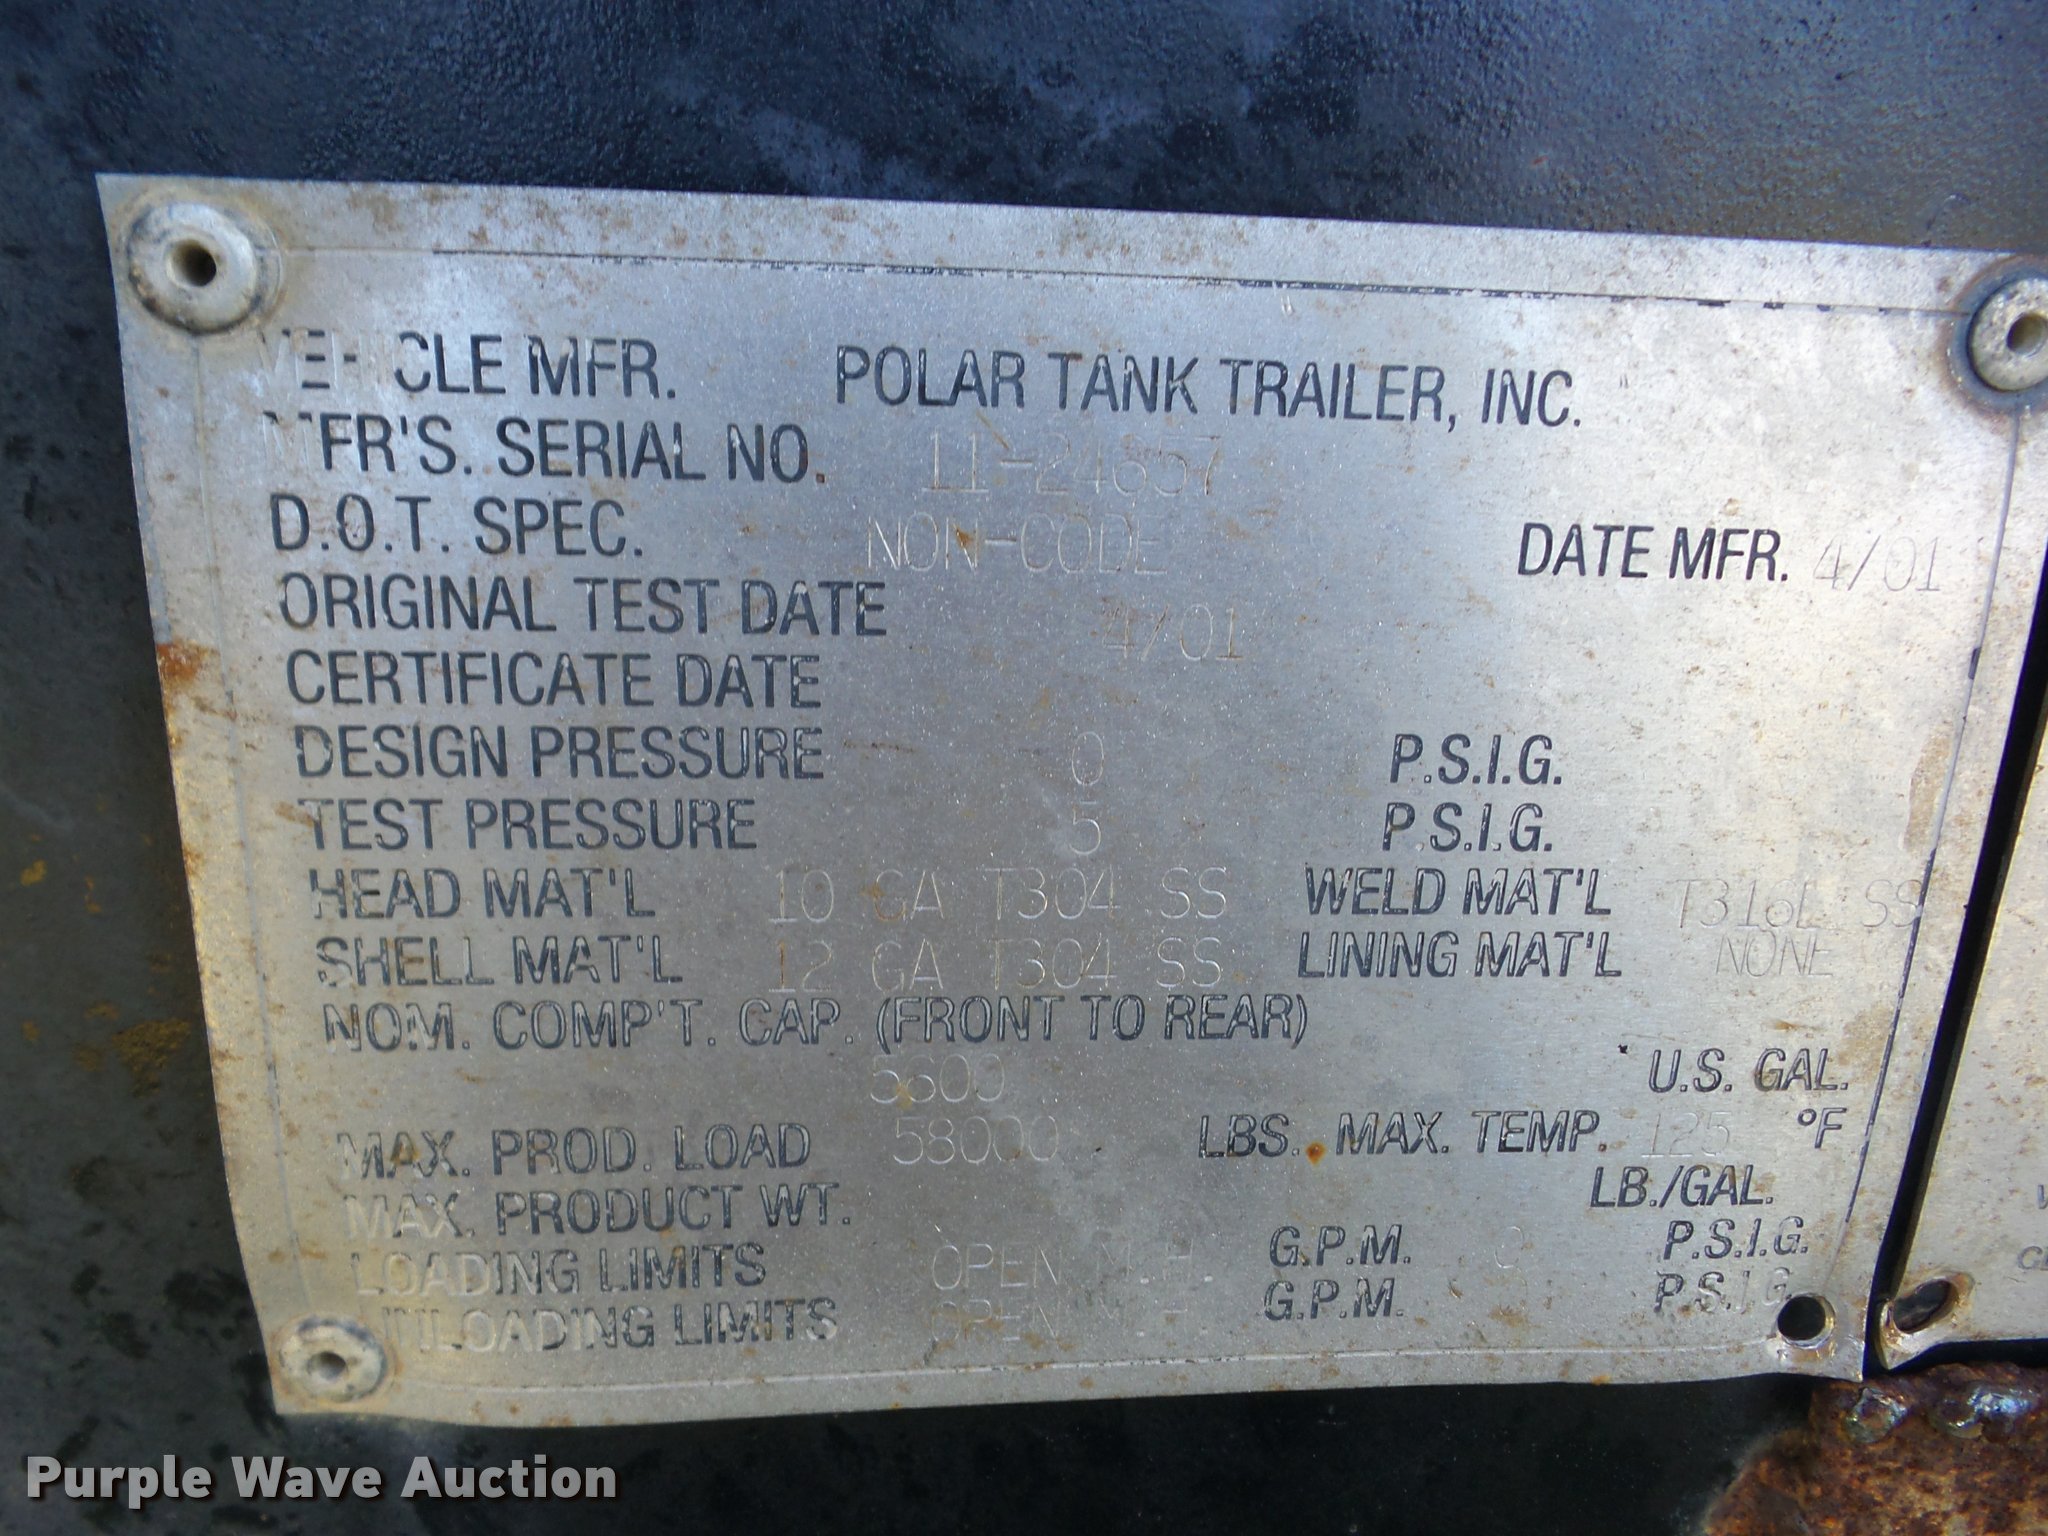 VEHICLE MFR. POLAR TANK TRAILER, INC.
MFR'S. SERIAL NO. 11-24857
D.O.T. SPEC. NON-CODE DATE MFR. 4/01
ORIGINAL TEST DATE 4/01
CERTIFICATE DATE
DESIGN PRESSURE 0 P.S.I.G.
TEST PRESSURE 5 P.S.I.G.
HEAD MAT'L 10 GA T304 SS WELD MAT'L T316L SS
SHELL MAT'L 12 GA T304 SS LINING MAT'L NONE
NOM. COMP'T. CAP. (FRONT TO REAR)
U.S. GAL.
MAX. PROD. LOAD 58000 LBS. MAX. TEMP. 125 °F
MAX. PRODUCT WT. LB./GAL.
LOADING LIMITS OPEN M.H. G.P.M. 0 P.S.I.G.
UNLOADING LIMITS OPEN M.H. G.P.M. P.S.I.G.
Purple Wave Auction